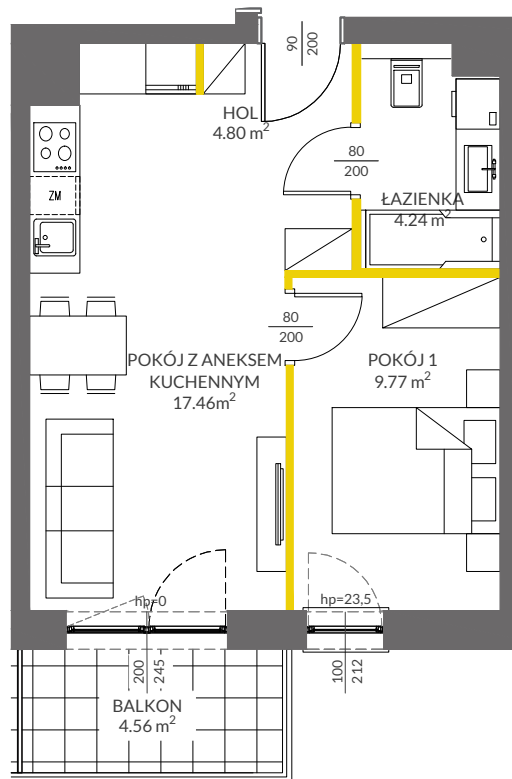 90
200
HOL
4.80 m²
80
200
ZM
ŁAZIENKA
4.24 m²
80
200
POKÓJ Z ANEKSEM
KUCHENNYM
17.46m²
POKÓJ 1
9.77 m²
hp=0
hp=23,5
200
245
100
212
BALKON
4.56 m²